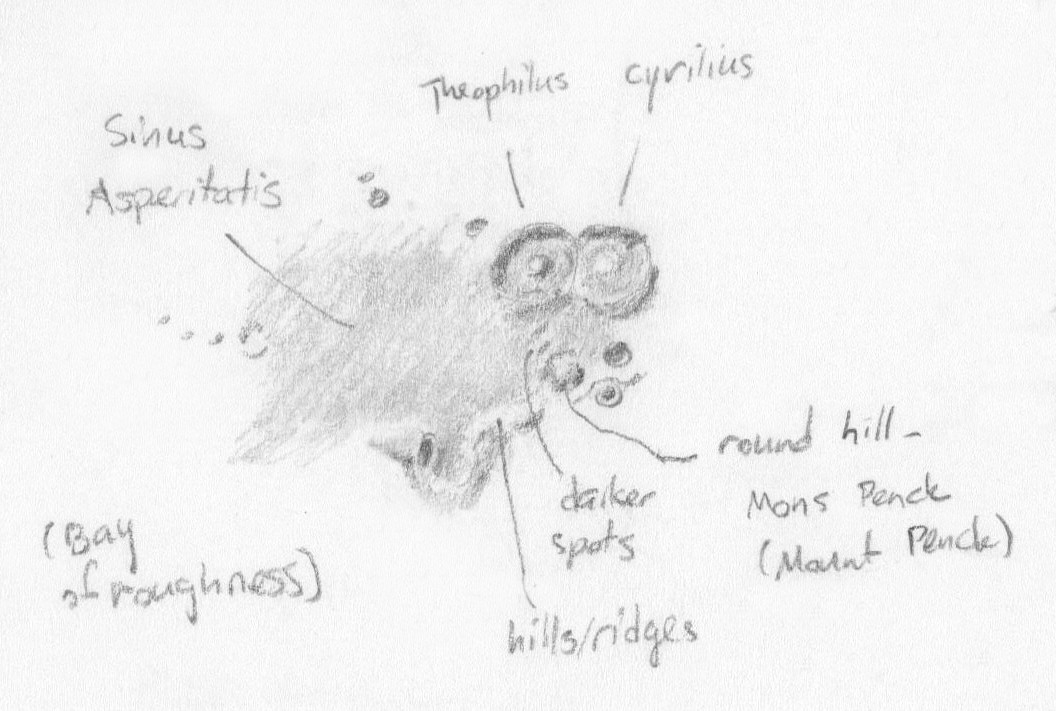 Theophilus
Cyrilius
Sinus
Asperitatis
round hill -
Mons Penck
(Mount Penck)
darker
spots
(Bay
of roughness)
hills/ridges